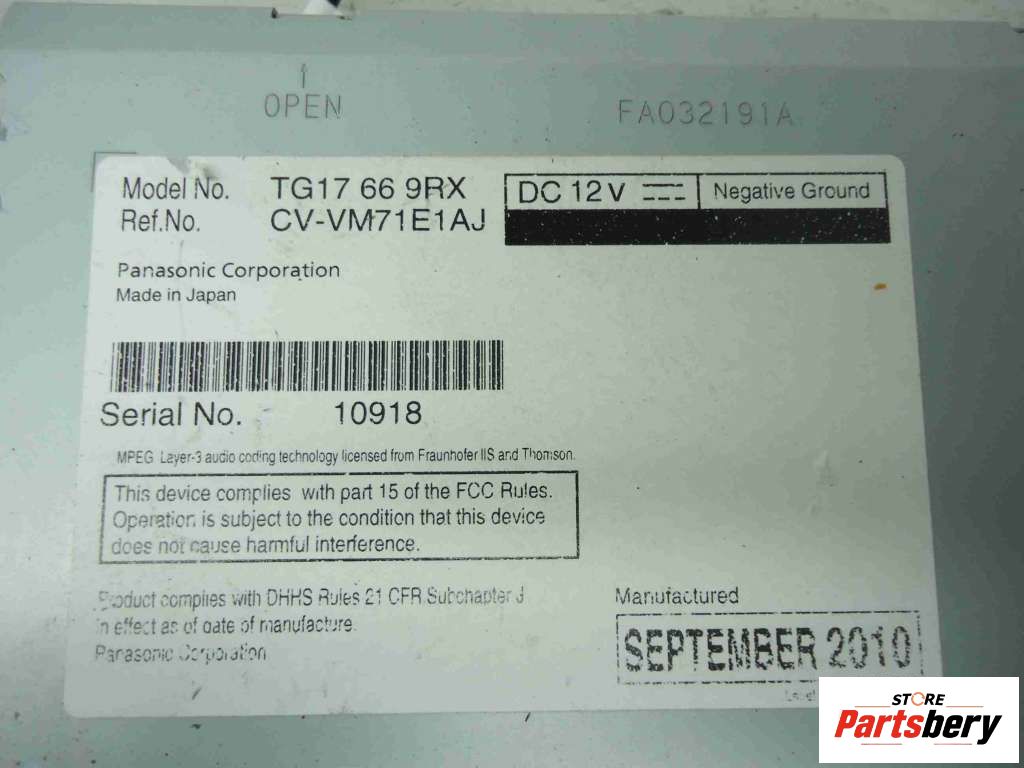 OPEN
FA032191A
Model No. TG17 66 9RX
DC 12V
Negative Ground
Ref.No. CV-VM71E1AJ
Panasonic Corporation
Made in Japan
Serial No. 10918
MPEG Layer-3 audio coding technology licensed from Fraunhofer IIS and Thomson.
This device complies with part 15 of the FCC Rules.
Operation is subject to the condition that this device
does not cause harmful interference.
Product complies with DHHS Rules 21 CFR Subchapter J
in effect as of date of manufacture.
Panasonic Corporation
Manufactured
SEPTEMBER 2010
STORE
Partsbery